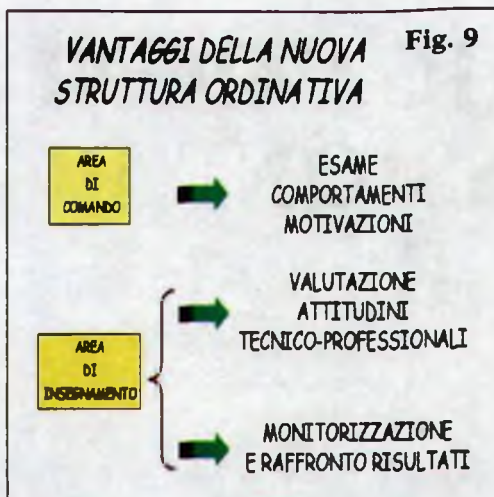 VANTAGGI DELLA NUOVA Fig. 9
STRUTTURA ORDINATIVA
AREA
DI
COMANDO
ESAME
COMPORTAMENTI
MOTIVAZIONI
AREA
DI
INSEGNAMENTO
VALUTAZIONE
ATTITUDINI
TECNICO-PROFESSIONALI
MONITORIZZAZIONE
E RAFFRONTO RISULTATI